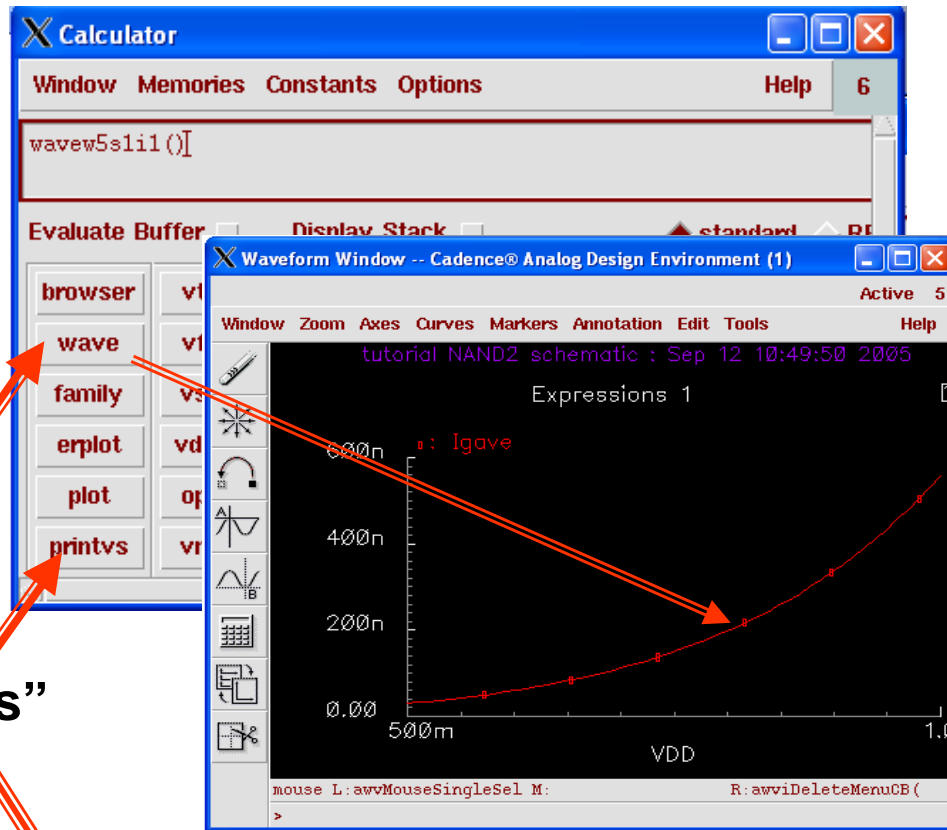 Calculator
Window Memories Constants Options Help 6
wavew5s1i1()
Evaluate Buffer Display Stack standard
browser
wave
family
erplot
plot
printvs
Waveform Window -- Cadence® Analog Design Environment (1)
Active 5
Window Zoom Axes Curves Markers Annotation Edit Tools Help
tutorial NAND2 schematic : Sep 12 10:49:50 2005
Expressions 1
: Igave
600n
400n
200n
0.00
500m 1.0
VDD
A
B
mouse L:awvMouseSingleSel M: R:awviDeleteMenuCB(
>
s”